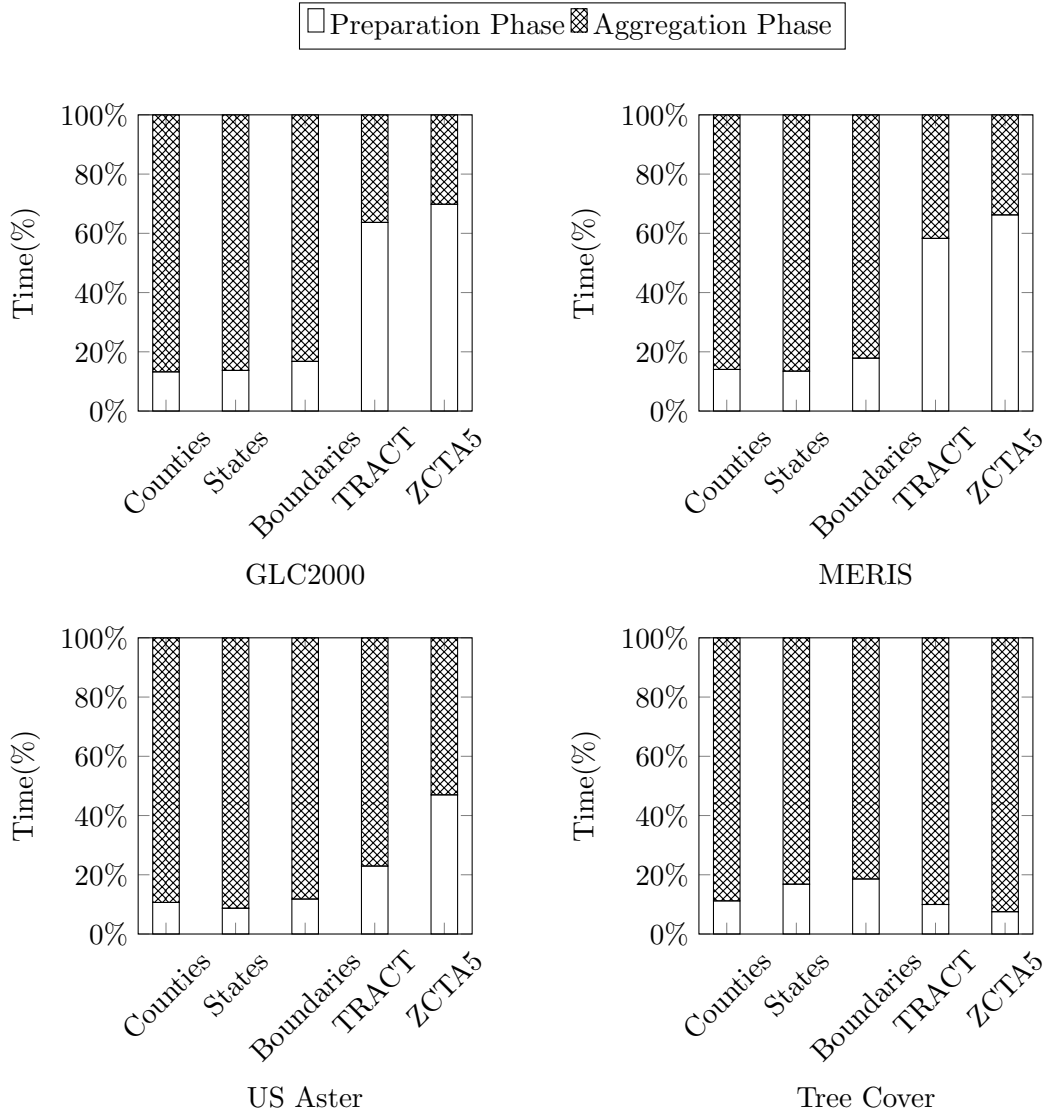 Preparation Phase Aggregation Phase
100%
80%
60%
40%
20%
0%
Time(%)
Counties
States
Boundaries
TRACT
ZCTA5
GLC2000
100%
80%
60%
40%
20%
0%
Time(%)
Counties
States
Boundaries
TRACT
ZCTA5
MERIS
100%
80%
60%
40%
20%
0%
Time(%)
Counties
States
Boundaries
TRACT
ZCTA5
US Aster
100%
80%
60%
40%
20%
0%
Time(%)
Counties
States
Boundaries
TRACT
ZCTA5
Tree Cover